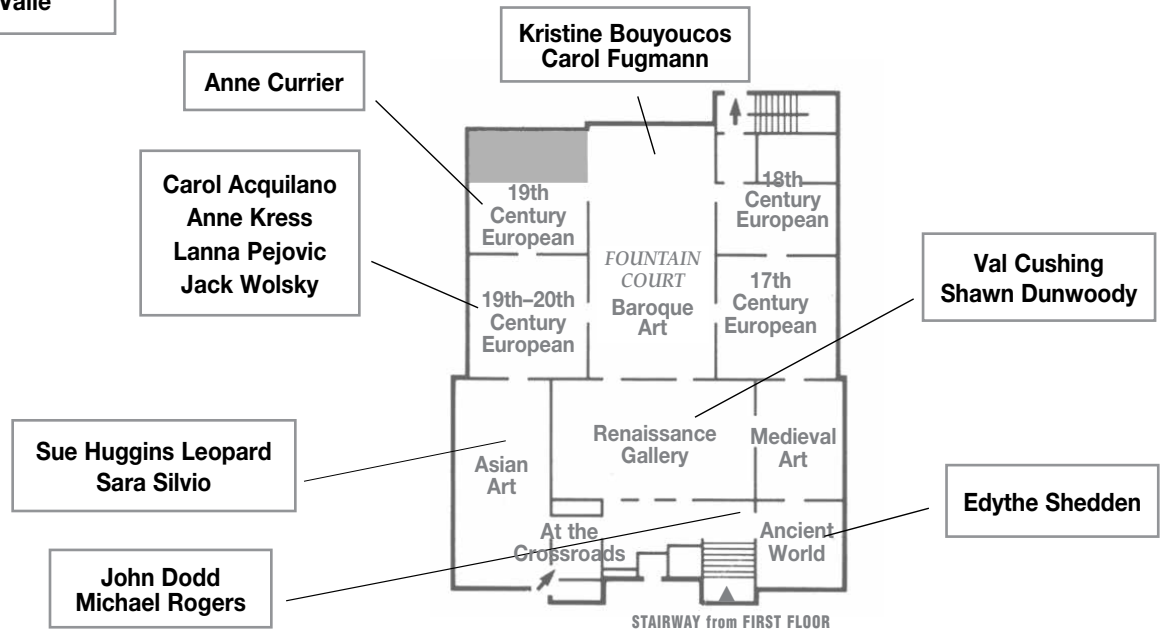 Valle
Kristine Bouyoucos
Carol Fugmann
Anne Currier
Carol Acquilano
Anne Kress
Lanna Pejovic
Jack Wolsky
19th
Century
European
18th
Century
European
FOUNTAIN
COURT
Baroque
Art
17th
Century
European
19th–20th
Century
European
Val Cushing
Shawn Dunwoody
Sue Huggins Leopard
Sara Silvio
Asian
Art
Renaissance
Gallery
Medieval
Art
Edythe Shedden
At the
Crossroads
Ancient
World
John Dodd
Michael Rogers
STAIRWAY from FIRST FLOOR